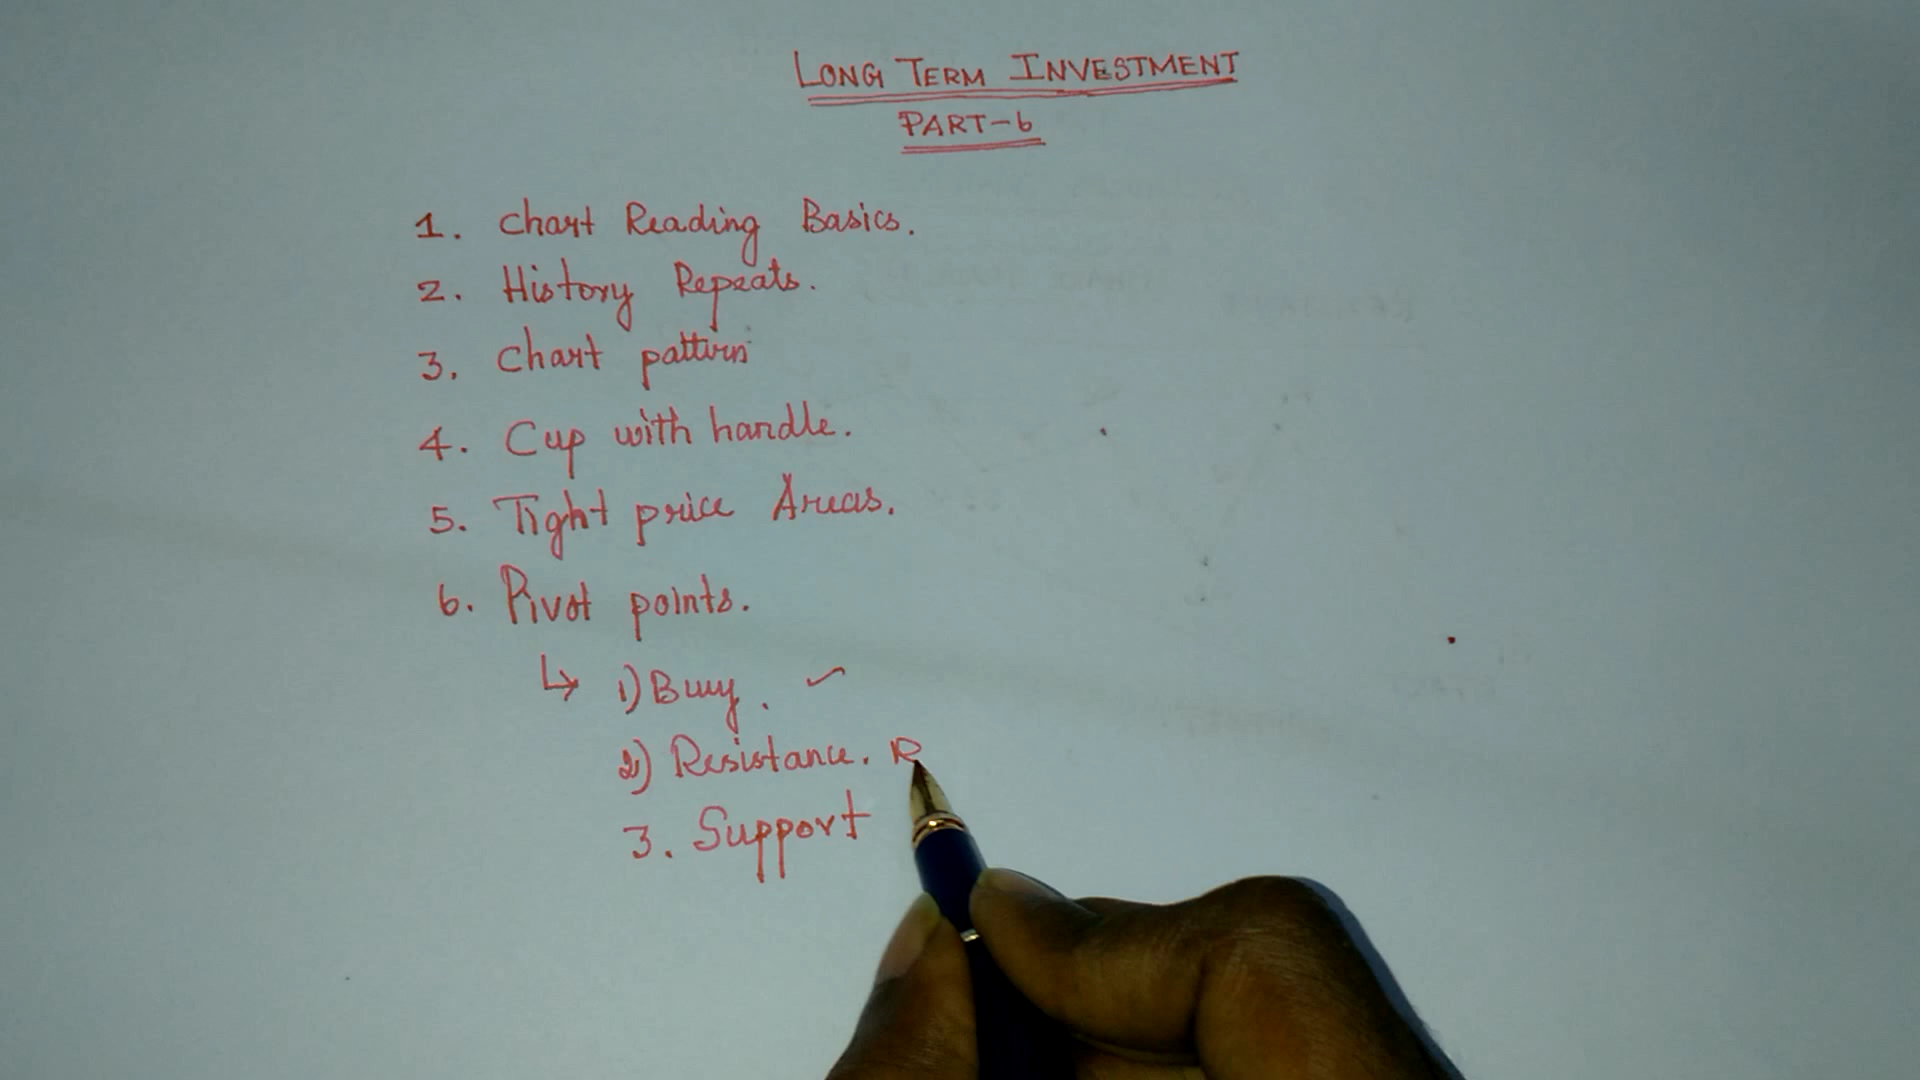 LONG TERM INVESTMENT
PART-6
1. Chart Reading Basics.
2. History Repeats.
3. Chart pattern
4. Cup with handle.
5. Tight price Areas.
6. Pivot points.
↳ 1) Buy. ✓
2) Resistance. R
3. Support